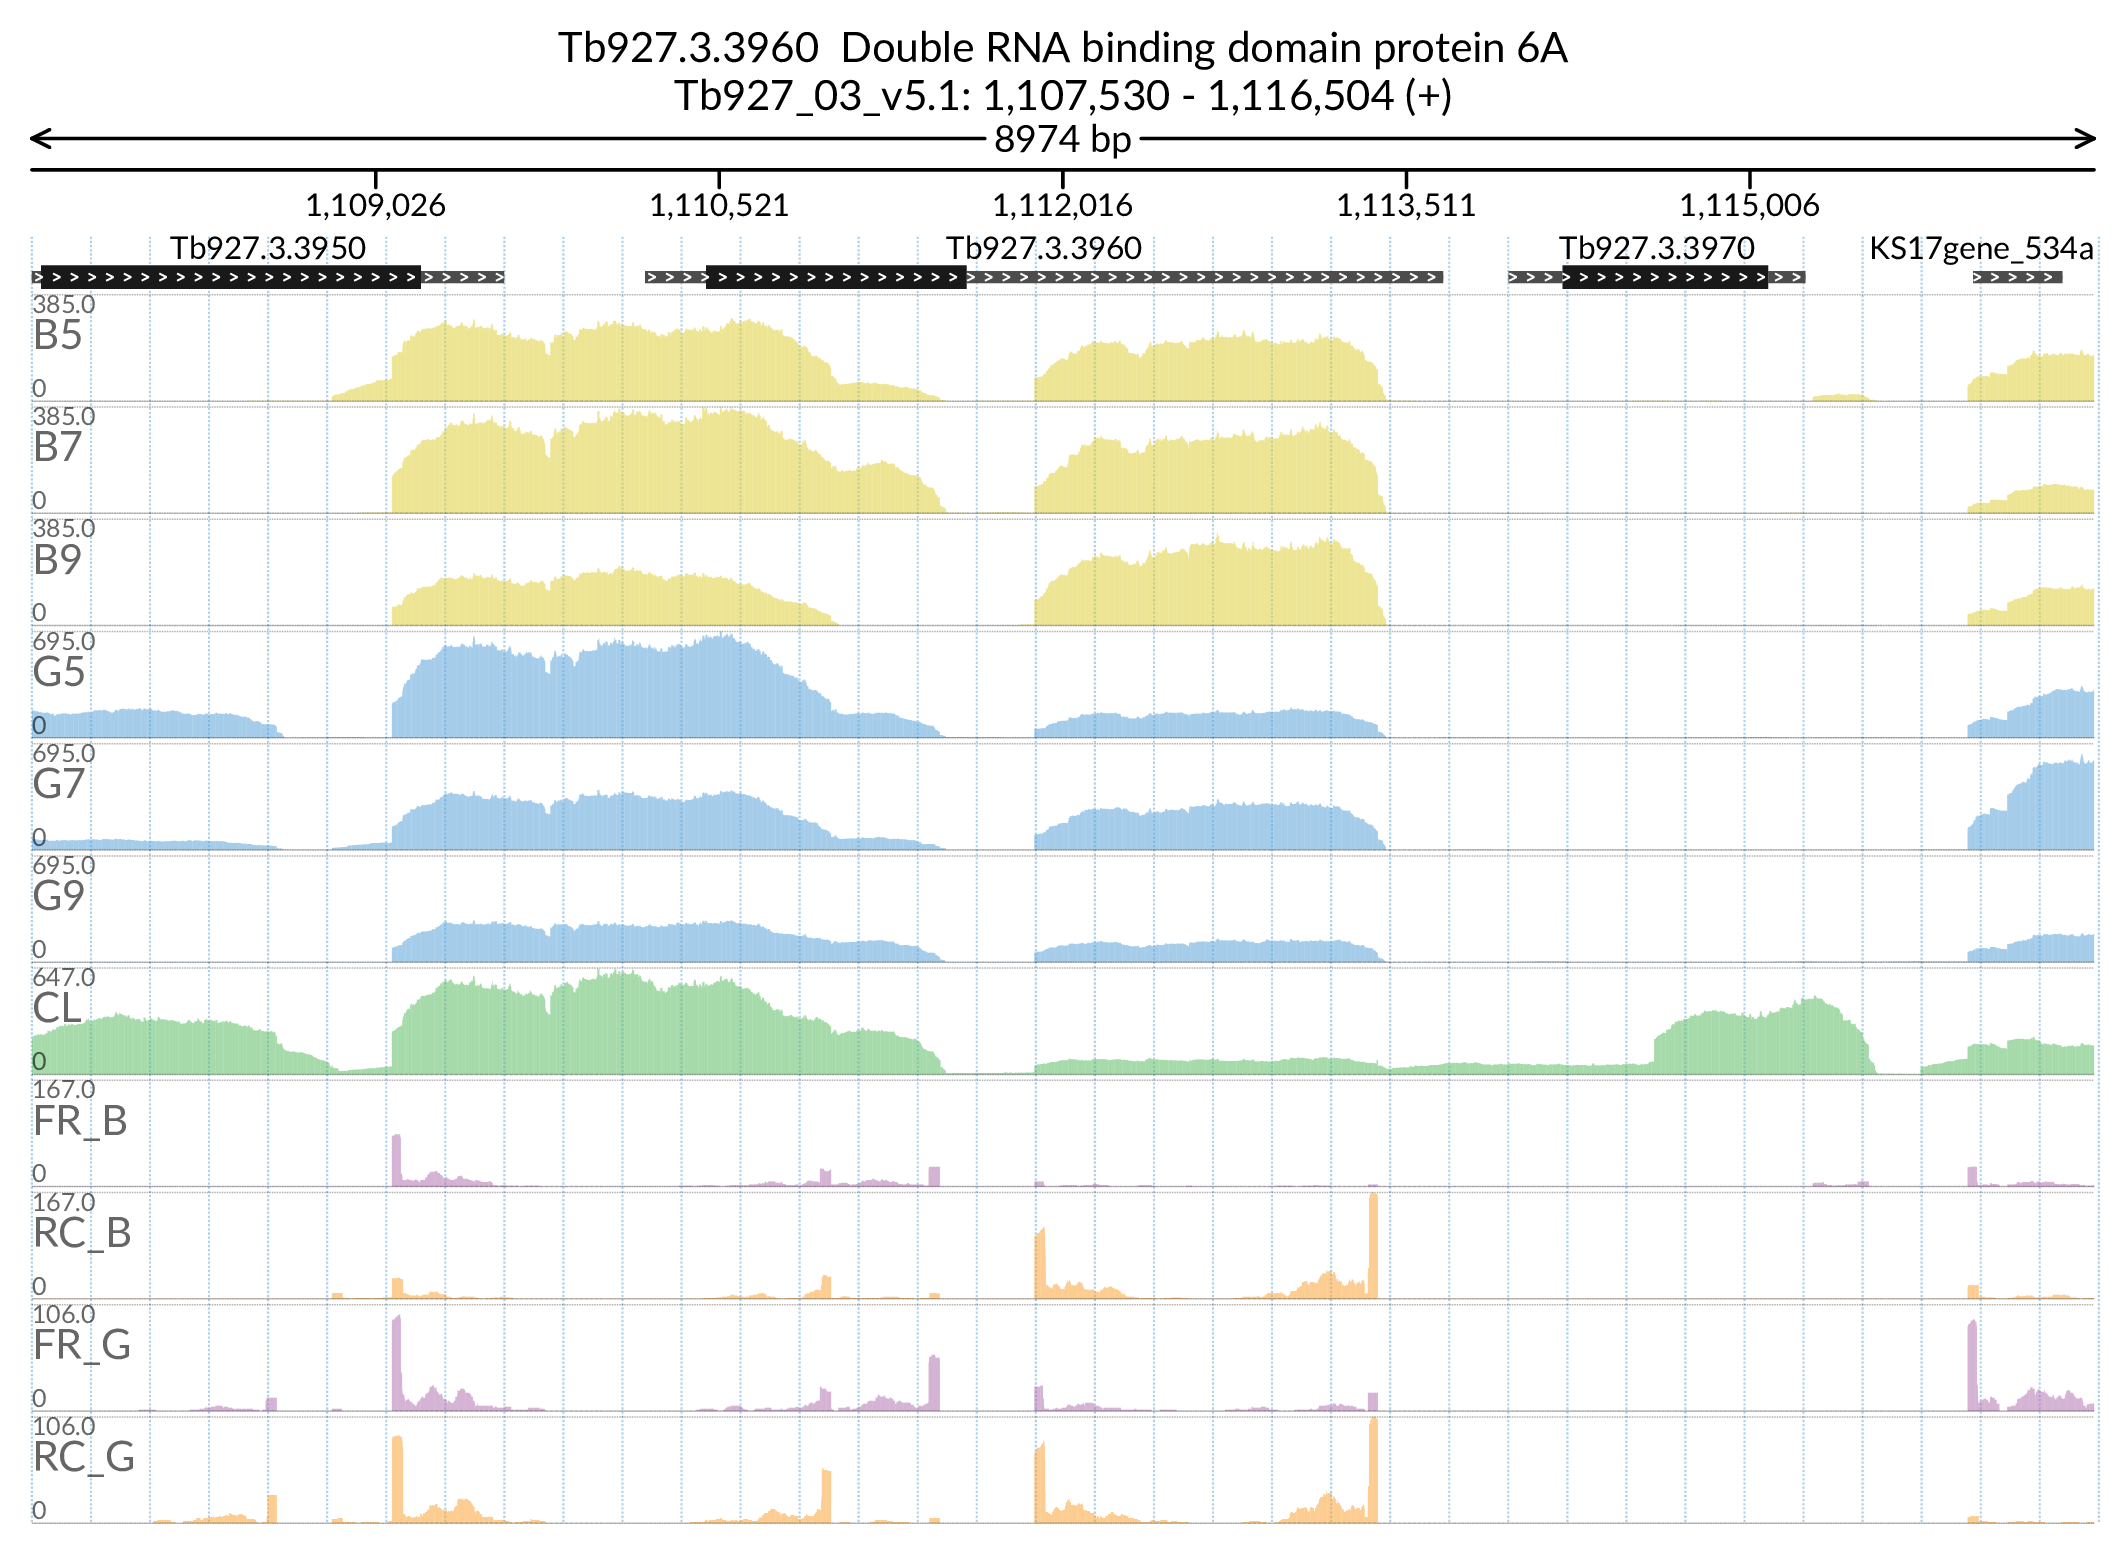 Tb927.3.3960  Double RNA binding domain protein 6A
Tb927_03_v5.1: 1,107,530 - 1,116,504 (+)
8974 bp
1,109,026 1,110,521 1,112,016 1,113,511 1,115,006
Tb927.3.3950 Tb927.3.3960 Tb927.3.3970 KS17gene_534a
385.0
B5
0
385.0
B7
0
385.0
B9
0
695.0
G5
0
695.0
G7
0
695.0
G9
0
647.0
CL
0
167.0
FR_B
0
167.0
RC_B
0
106.0
FR_G
0
106.0
RC_G
0